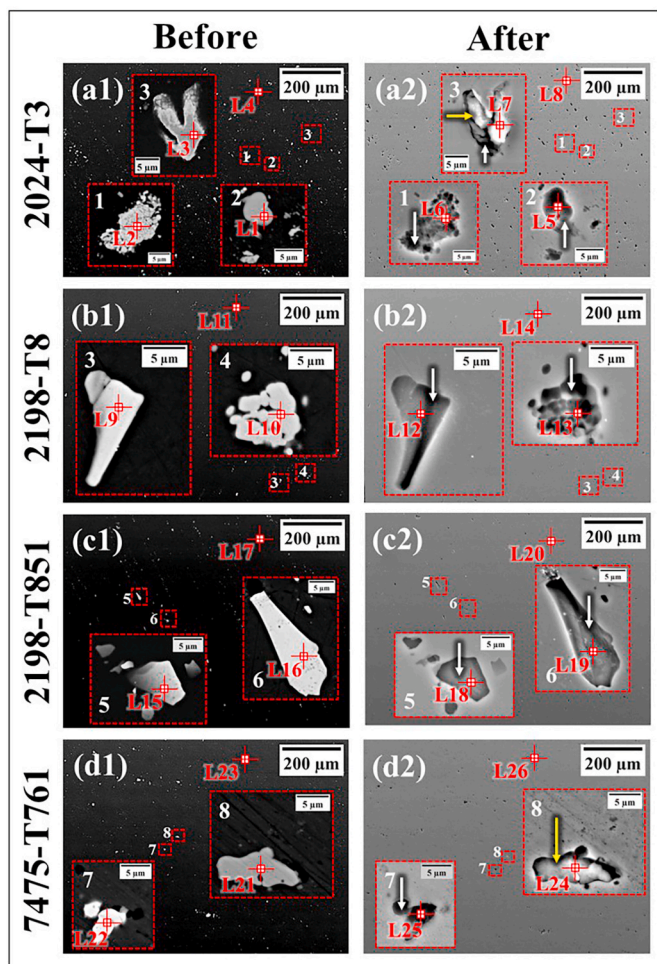 Before After
2024-T3
(a1) 200 µm
3 L4
L3 3
5 µm 1 2
1 2
L2 L1
5 µm 5 µm
(a2) L8 200 µm
3 L7
3
5 µm 1 2
1 2
L6 L5
5 µm 5 µm
2198-T8
(b1) L11 200 µm
3 5 µm 4 5 µm
L9 L10
3 4
(b2) L14 200 µm
3 5 µm 4 5 µm
L12 L13
3 4
2198-T851
(c1) L17 200 µm
5 6 5 µm
5 µm
L15 L16
5 6
(c2) L20 200 µm
5 6 5 µm
5 µm
L18 L19
5 6
7475-T761
(d1) L23 200 µm
8 5 µm
8
7
7 5 µm L21
L22
(d2) L26 200 µm
8 5 µm
8
7
7 5 µm L24
L25